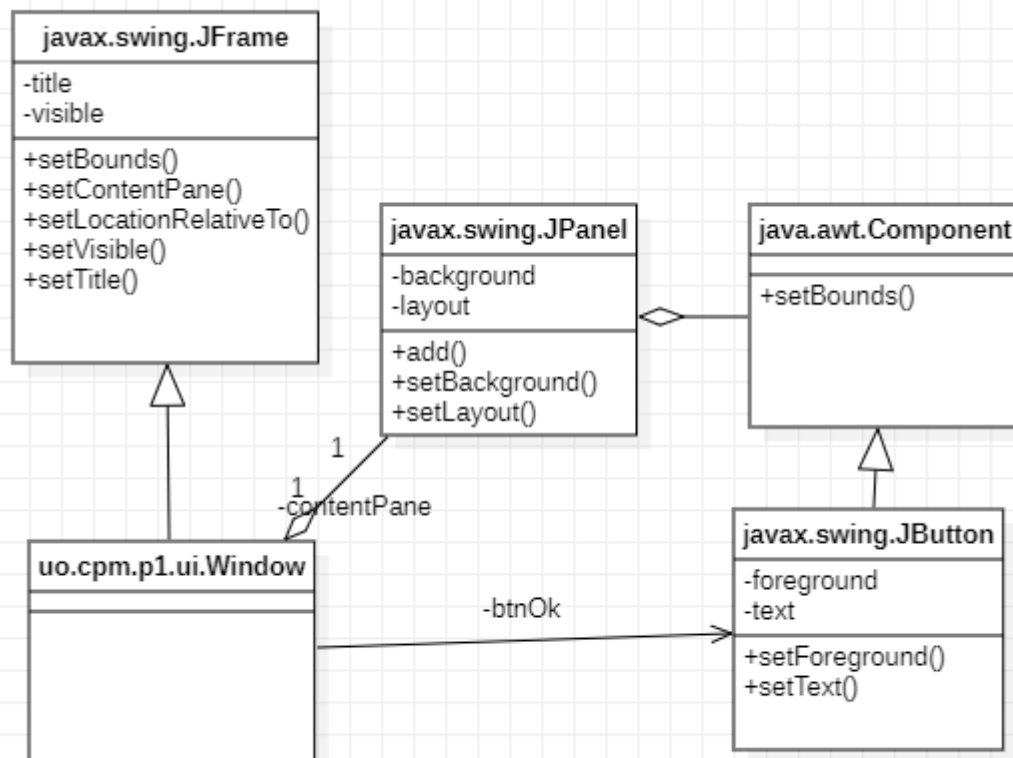 javax.swing.JFrame
-title
-visible
+setBounds()
+setContentPane()
+setLocationRelativeTo()
+setVisible()
+setTitle()
javax.swing.JPanel
-background
-layout
+add()
+setBackground()
+setLayout()
java.awt.Component
+setBounds()
1
1
-contentPane
uo.cpm.p1.ui.Window
-btnOk
javax.swing.JButton
-foreground
-text
+setForeground()
+setText()